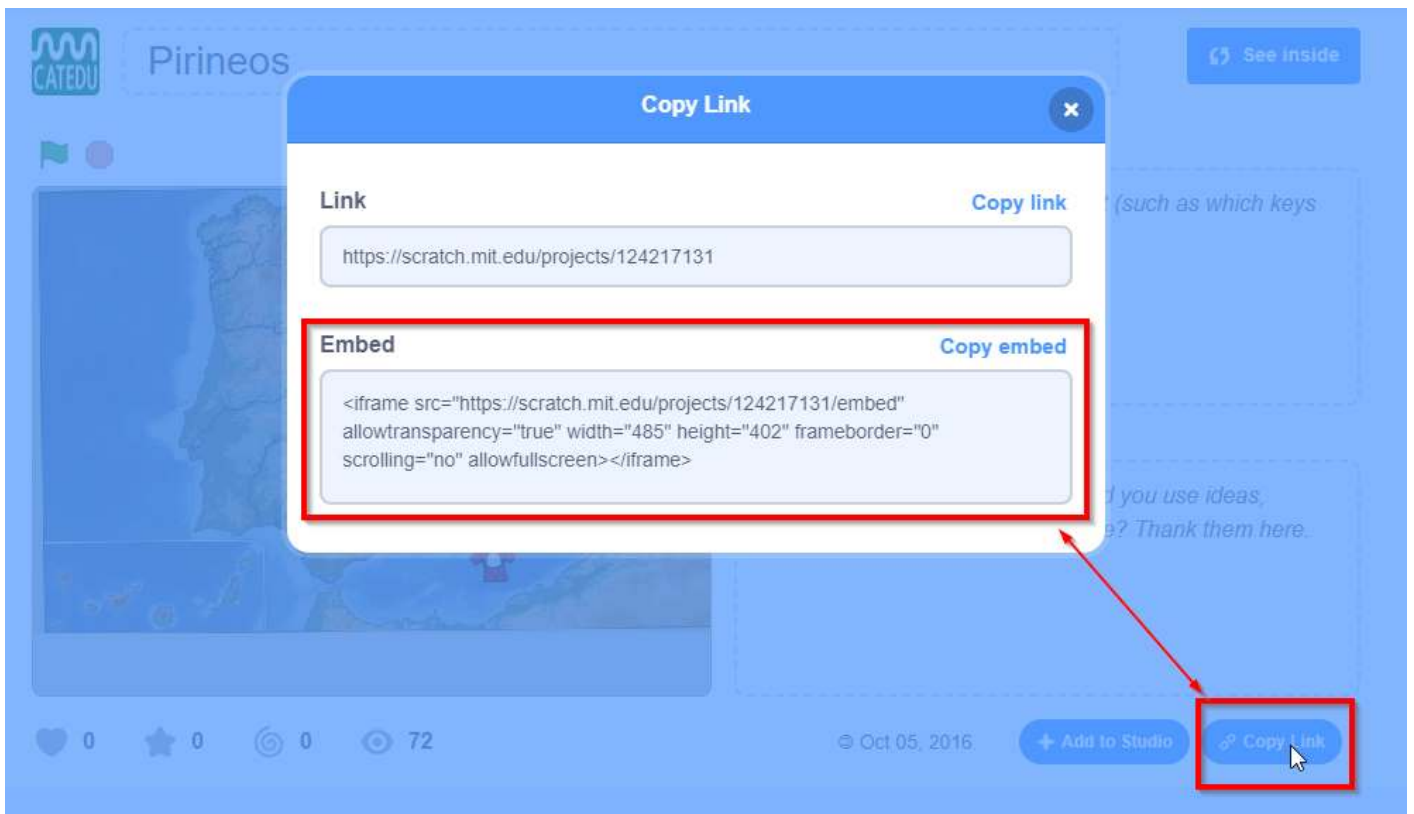 CATEDU
Pirineos
See inside
Copy Link
Link
Copy link
(such as which keys
https://scratch.mit.edu/projects/124217131
Embed
Copy embed
<iframe src="https://scratch.mit.edu/projects/124217131/embed"
allowtransparency="true" width="485" height="402" frameborder="0"
scrolling="no" allowfullscreen></iframe>
you use ideas,
? Thank them here.
0
0
0
72
© Oct 05, 2016
Add to Studio
Copy Link